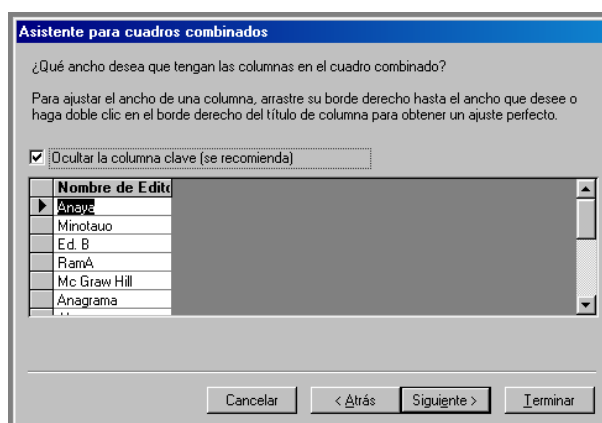 Asistente para cuadros combinados
¿Qué ancho desea que tengan las columnas en el cuadro combinado?
Para ajustar el ancho de una columna, arrastre su borde derecho hasta el ancho que desee o
haga doble clic en el borde derecho del título de columna para obtener un ajuste perfecto.
Ocultar la columna clave (se recomienda)
Nombre de Edito
Anaya
Minotauo
Ed. B
RamA
Mc Graw Hill
Anagrama
Cancelar < Atrás Siguiente > Terminar